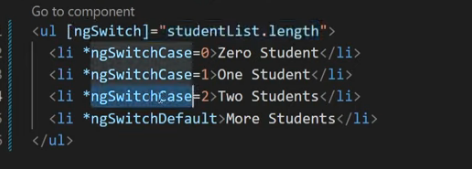 Go to component
<ul [ngSwitch]="studentList.length">
<li *ngSwitchCase=0>Zero Student</li>
<li *ngSwitchCase=1>One Student</li>
<li *ngSwitchCase=2>Two Students</li>
<li *ngSwitchDefault>More Students</li>
</ul>